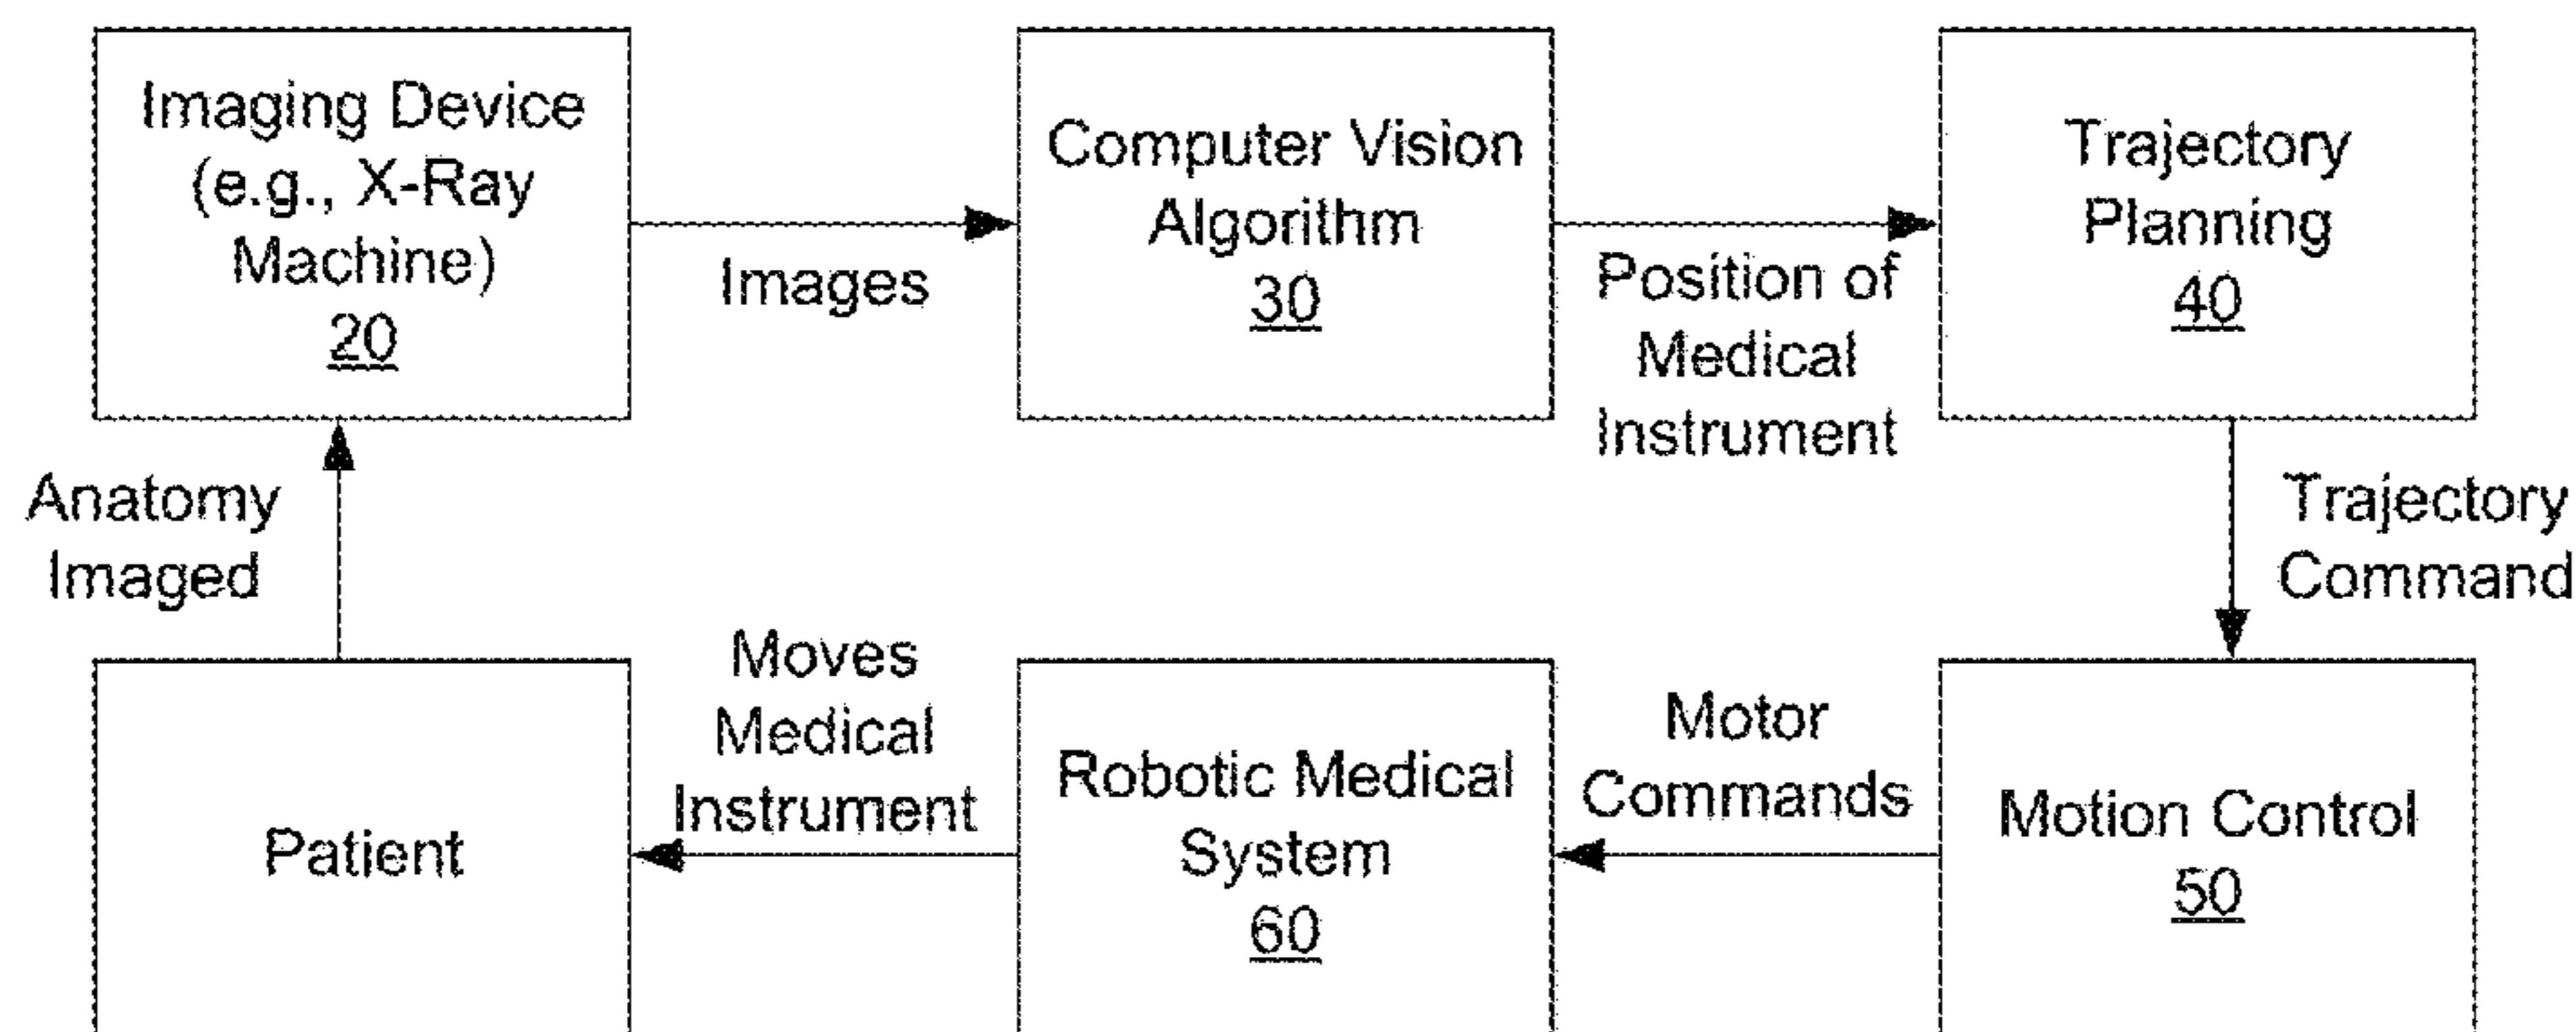 Imaging Device
(e.g., X-Ray
Machine)
20
Images
Computer Vision
Algorithm
30
Position of
Medical
Instrument
Trajectory
Planning
40
Anatomy
Imaged
Trajectory
Command
Patient
Moves
Medical
Instrument
Robotic Medical
System
60
Motor
Commands
Motion Control
50